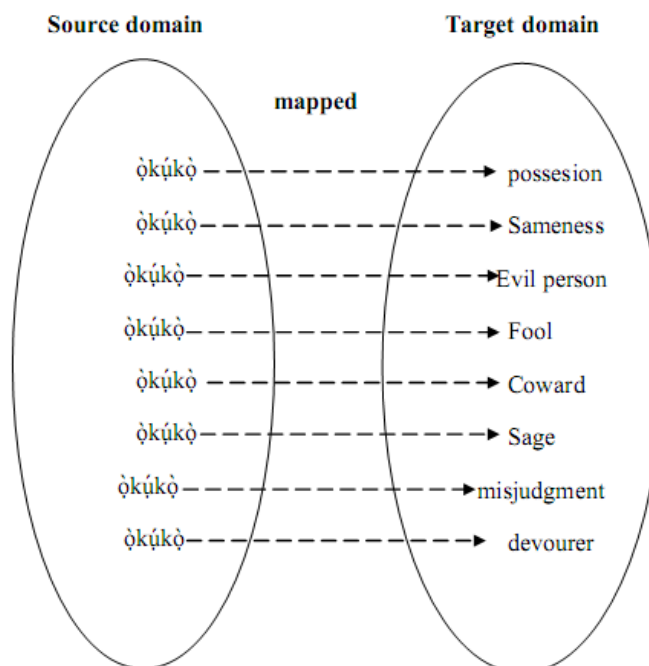 Source domain Target domain
mapped
ọ̀kụ́kọ̀ possesion
ọ̀kụ́kọ̀ Sameness
ọ̀kụ́kọ̀ Evil person
ọ̀kụ́kọ̀ Fool
ọ̀kụ́kọ̀ Coward
ọ̀kụ́kọ̀ Sage
ọ̀kụ́kọ̀ misjudgment
ọ̀kụ́kọ̀ devourer